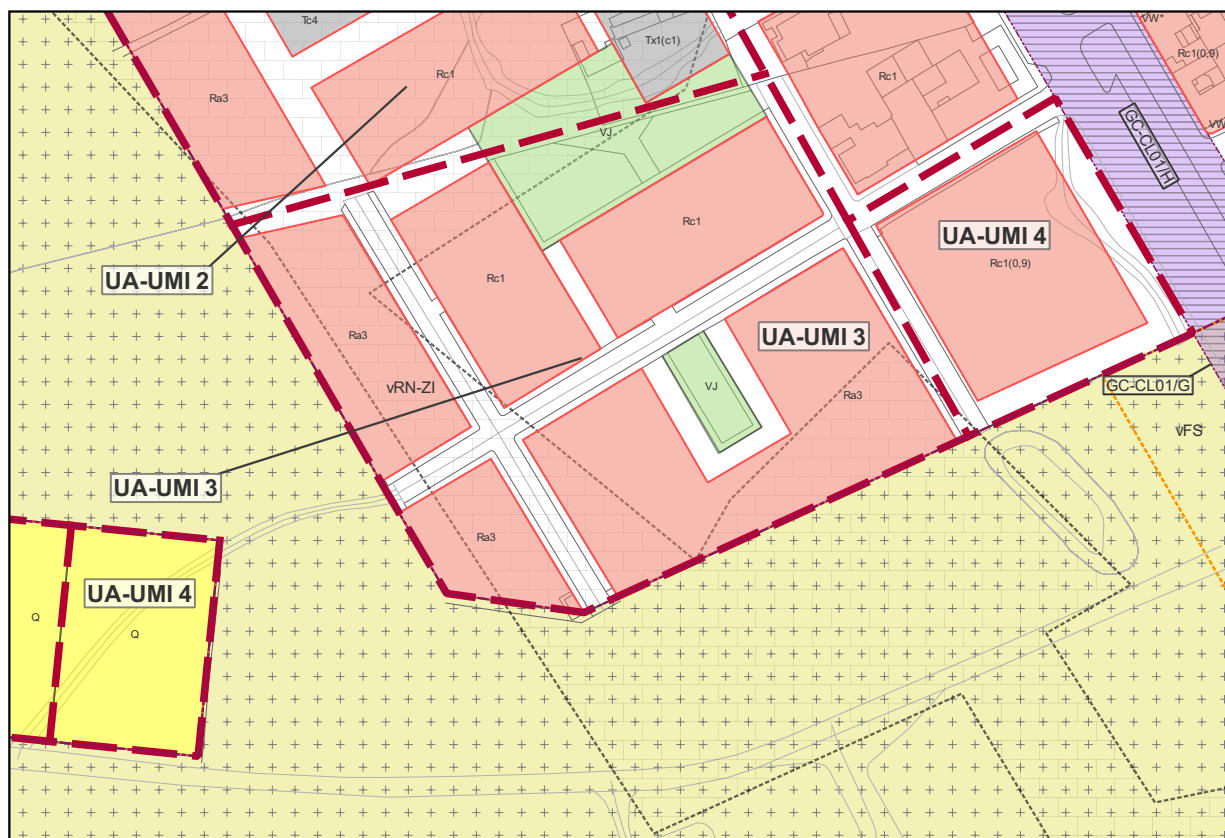 Tc4
VW*
Tx1(c1)
Rc1(0,9)
Rc1
Rc1
Ra3
GC-CL01/H
VW
VJ
Rc1
UA-UMI 4
Rc1(0,9)
UA-UMI 2
Rc1
Ra3
UA-UMI 3
vRN-ZI
VJ
GC-CL01/G
Ra3
vFS
UA-UMI 3
Ra3
UA-UMI 4
Q
Q